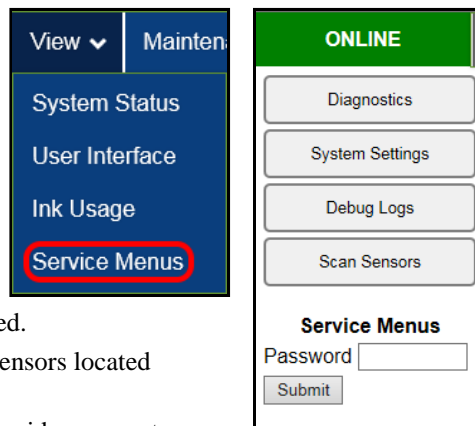 View Mainten
System Status
User Interface
Ink Usage
Service Menus
ed.
ensors located
ONLINE
Diagnostics
System Settings
Debug Logs
Scan Sensors
Service Menus
Password
Submit